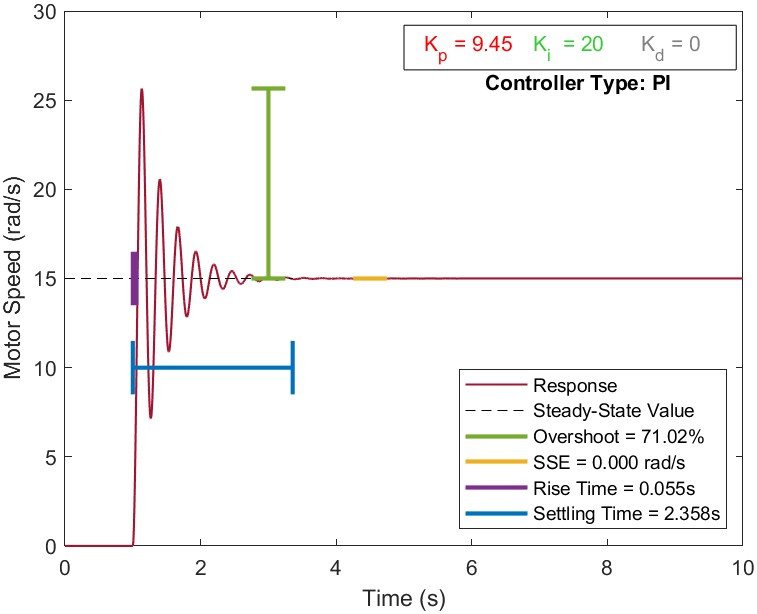 30
25
20
15
10
5
0
Motor Speed (rad/s)
Kp = 9.45 Ki = 20 Kd = 0
Controller Type: PI
Response
Steady-State Value
Overshoot = 71.02%
SSE = 0.000 rad/s
Rise Time = 0.055s
Settling Time = 2.358s
0 2 4 6 8 10
Time (s)